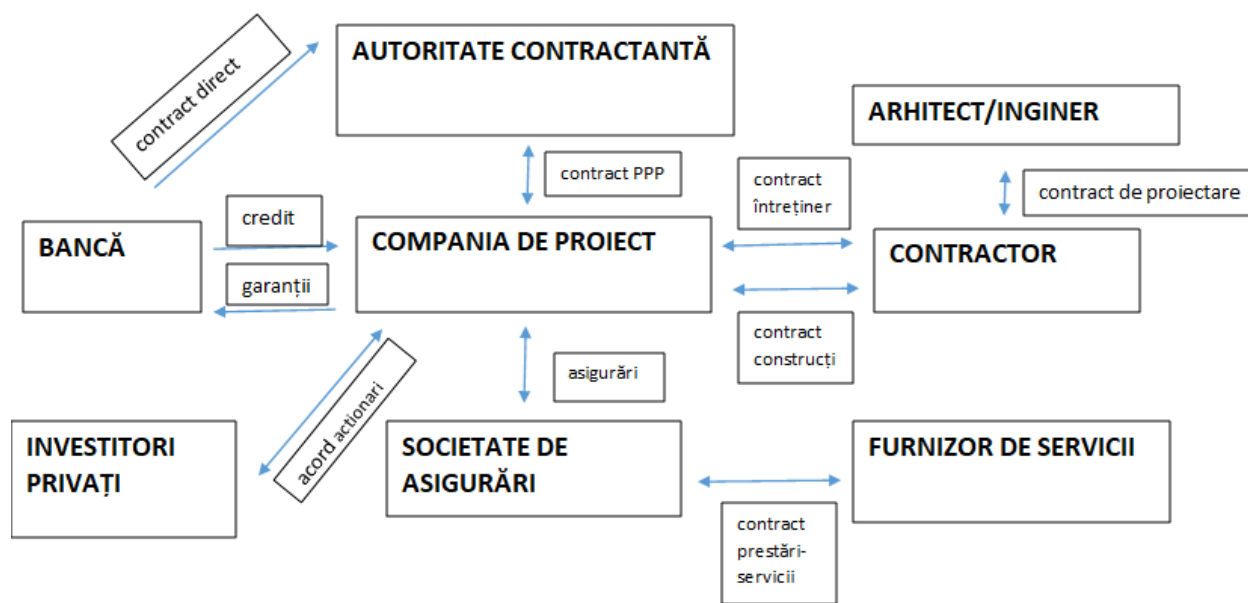 AUTORITATE CONTRACTANTĂ
contract direct
ARHITECT/INGINER
contract PPP
contract
întreținer
contract de proiectare
credit
BANCĂ
COMPANIA DE PROIECT
CONTRACTOR
garanții
contract
construcți
asigurări
acord actionari
INVESTITORI
PRIVAȚI
SOCIETATE DE
ASIGURĂRI
FURNIZOR DE SERVICII
contract
prestări-
servicii